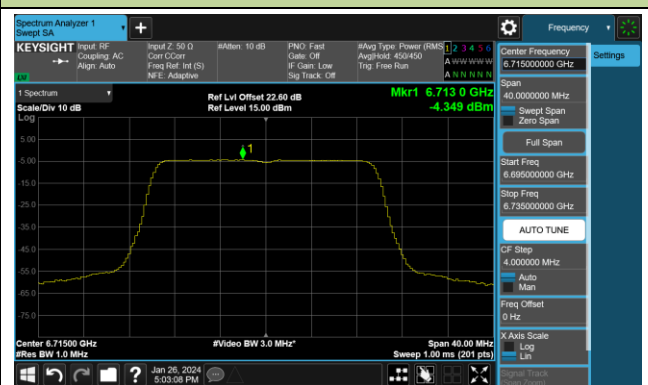 Spectrum Analyzer 1
Swept SA
Frequency
KEYSIGHT
Input: RF
Coupling: AC
Align: Auto
Input Z: 50 Ω
Corr CCorr
Freq Ref: Int (S)
NFE: Adaptive
#Atten: 10 dB
PNO: Fast
Gate: Off
IF Gain: Low
Sig Track: Off
#Avg Type: Power (RMS
Avg|Hold: 450/450
Trig: Free Run
1 2 3 4 5 6
A W W W W W
A N N N N N
LXI
1 Spectrum
Scale/Div 10 dB
Ref Lvl Offset 22.60 dB
Ref Level 15.00 dBm
Mkr1 6.713 0 GHz
-4.349 dBm
Log
5.00
-5.00
-15.0
-25.0
-35.0
-45.0
-55.0
-65.0
-75.0
1
Center 6.71500 GHz
#Res BW 1.0 MHz
#Video BW 3.0 MHz*
Span 40.00 MHz
Sweep 1.00 ms (201 pts)
Center Frequency
6.715000000 GHz
Settings
Span
40.0000000 MHz
Swept Span
Zero Span
Full Span
Start Freq
6.695000000 GHz
Stop Freq
6.735000000 GHz
AUTO TUNE
CF Step
4.000000 MHz
Auto
Man
Freq Offset
0 Hz
X Axis Scale
Log
Lin
Signal Track
(Span Zoom)
?
Jan 26, 2024
5:03:08 PM